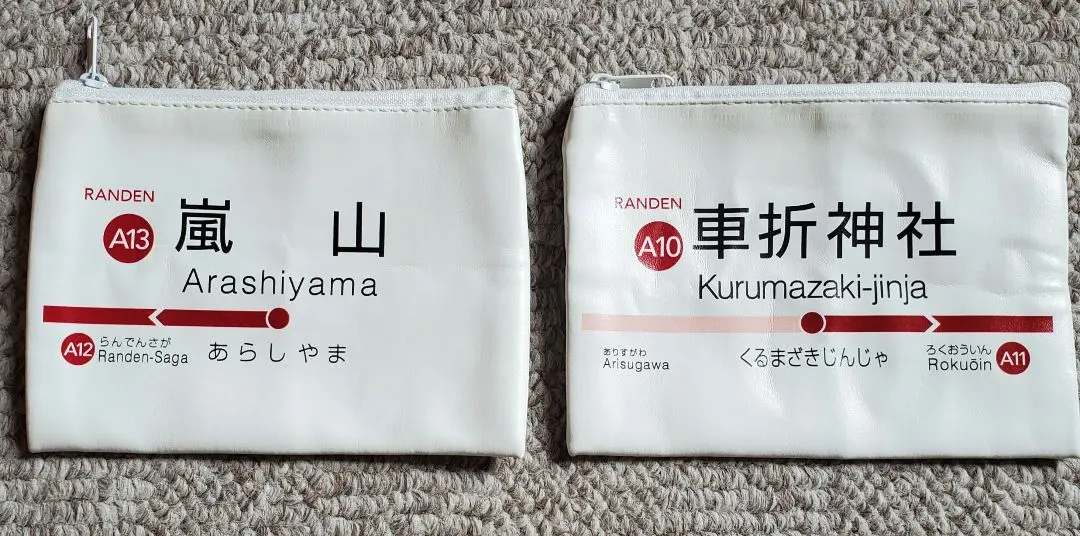 RANDEN
A13 嵐山
Arashiyama
A12 らんでんさが
Randen-Saga
あらしやま
RANDEN
A10 車折神社
Kurumazaki-jinja
ありすがわ
Arisugawa
くるまざきじんじゃ
ろくおういん
Rokuōin A11